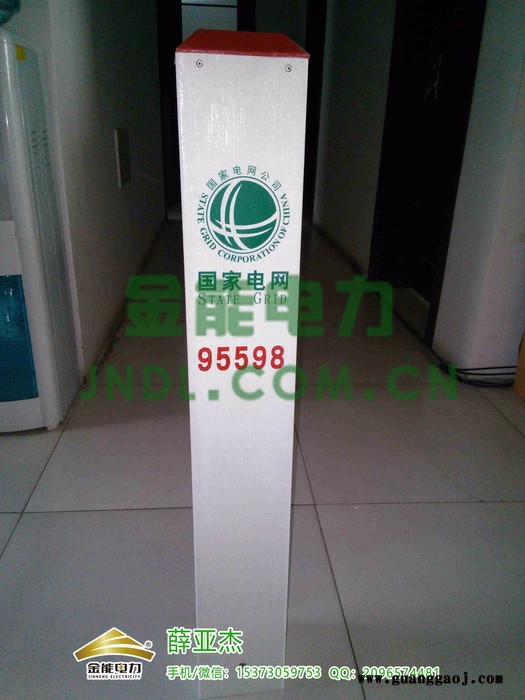 国家电网公司
STATE GRID CORPORATION OF CHINA
国家电网
STATE GRID
金能电力
95598
JNDL.COM.CN
薛亚杰
金能电力
JINNENG ELECTRICITY
手机/微信：15373059753 QQ：2096574481
www.guanggaoj.com